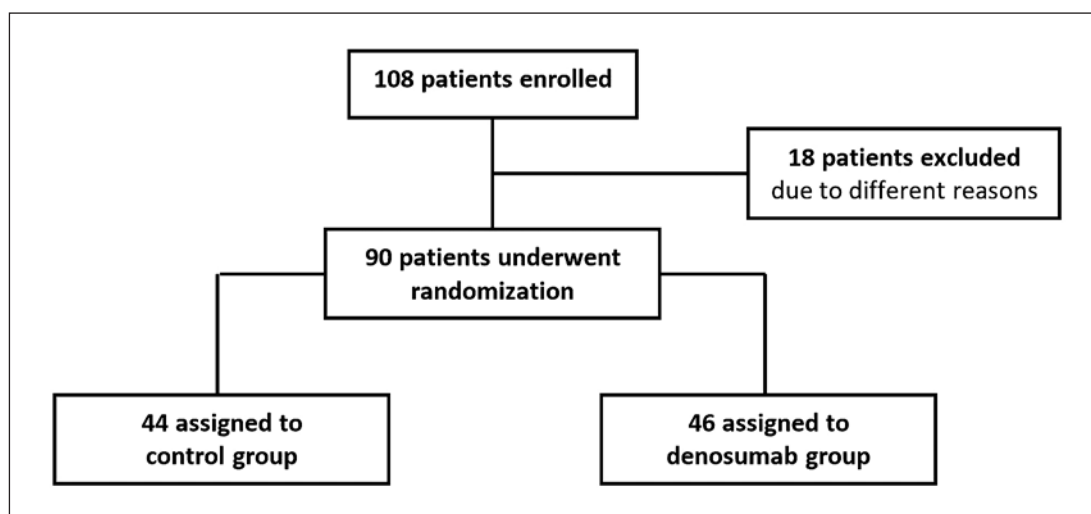 108 patients enrolled
18 patients excluded
due to different reasons
90 patients underwent
randomization
44 assigned to
control group
46 assigned to
denosumab group